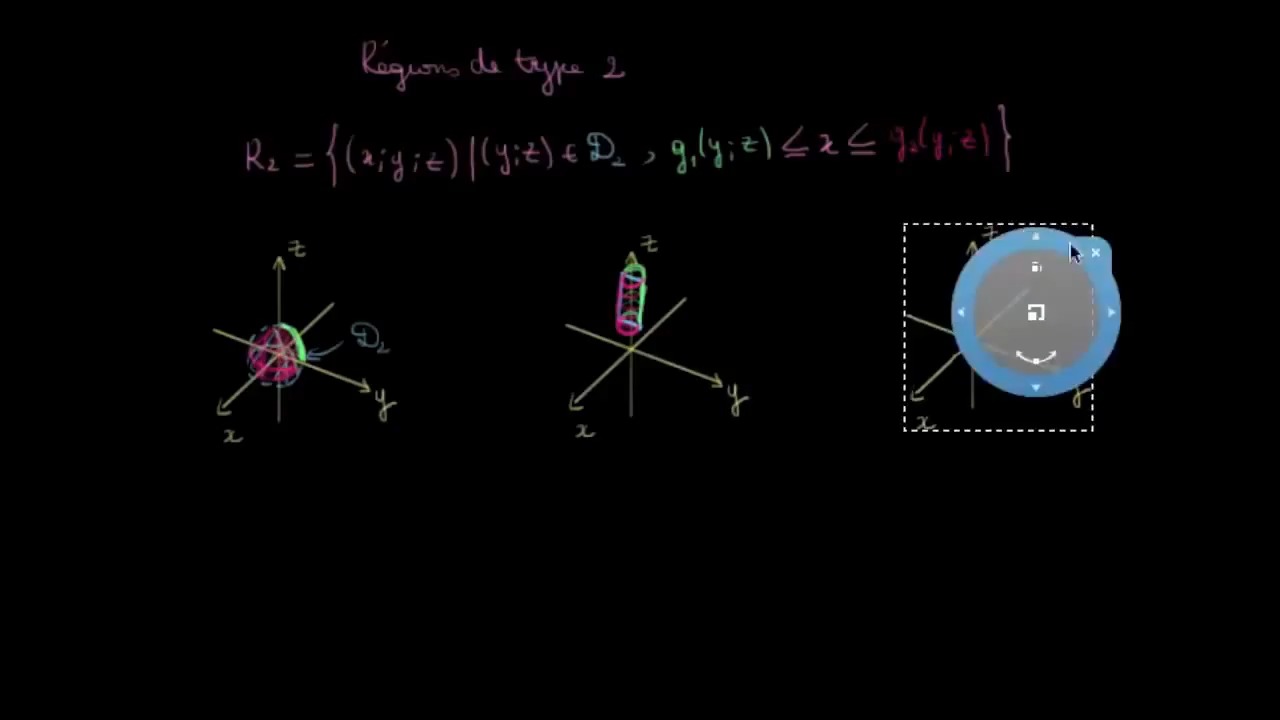 Régions de type 2
R₂ = {(x;y;z) | (y;z) ∈ D₂, g₁(y;z) ≤ x ≤ g₂(y;z)}
z
D₂
y
x
z
y
x
z
y
x